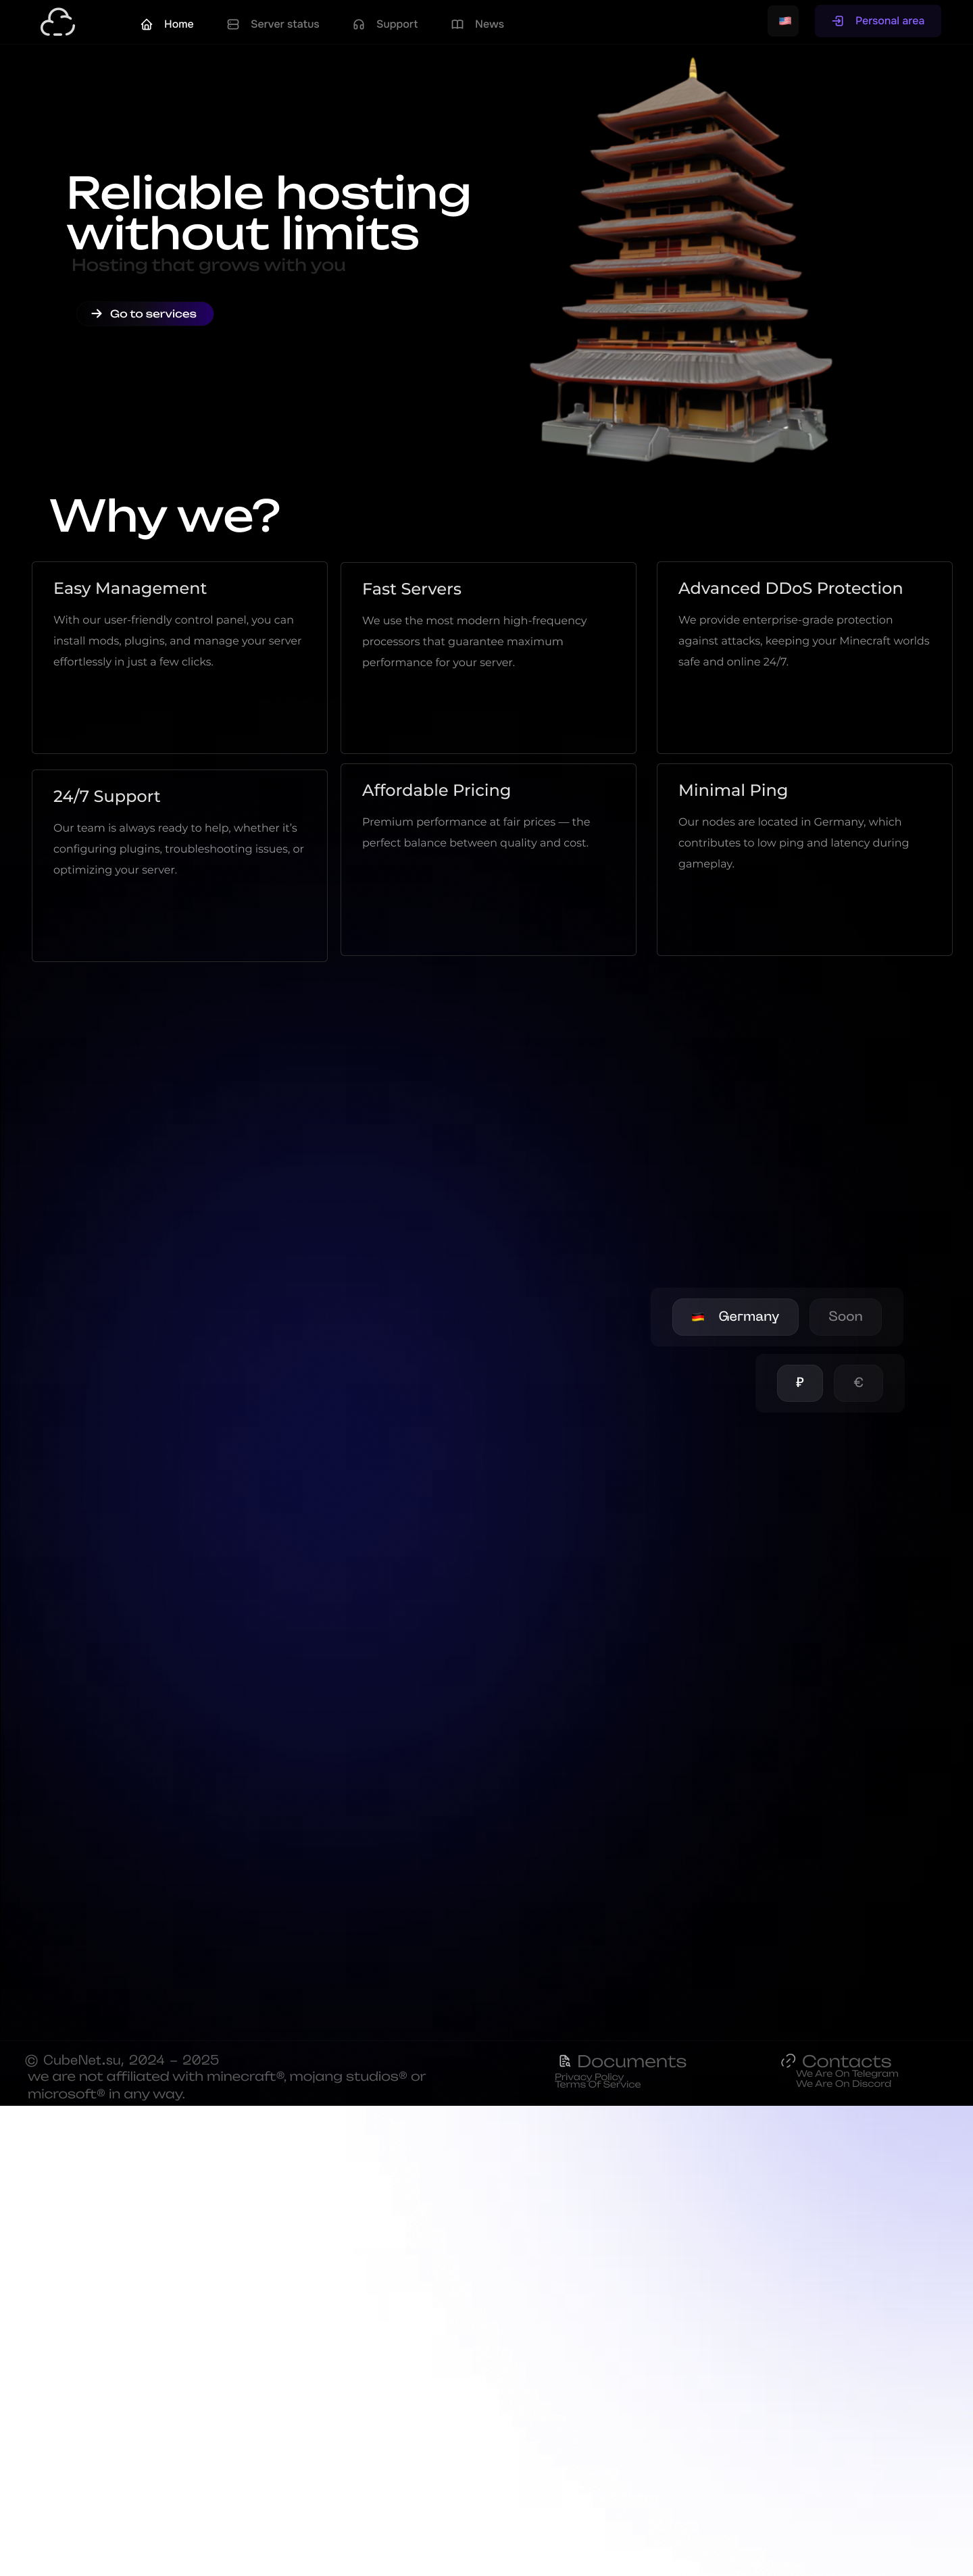 Home
Server status
Support
News
Personal area
Reliable hosting
without limits
Hosting that grows with you
Go to services
Why we?
Easy Management
With our user-friendly control panel, you can
install mods, plugins, and manage your server
effortlessly in just a few clicks.
Fast Servers
We use the most modern high-frequency
processors that guarantee maximum
performance for your server.
Advanced DDoS Protection
We provide enterprise-grade protection
against attacks, keeping your Minecraft worlds
safe and online 24/7.
24/7 Support
Our team is always ready to help, whether it’s
configuring plugins, troubleshooting issues, or
optimizing your server.
Affordable Pricing
Premium performance at fair prices — the
perfect balance between quality and cost.
Minimal Ping
Our nodes are located in Germany, which
contributes to low ping and latency during
gameplay.
Germany
Soon
₽
€
© CubeNet.su, 2024 - 2025
we are not affiliated with minecraft®, mojang studios® or
microsoft® in any way.
Documents
Privacy Policy
Terms Of Service
Contacts
We Are On Telegram
We Are On Discord